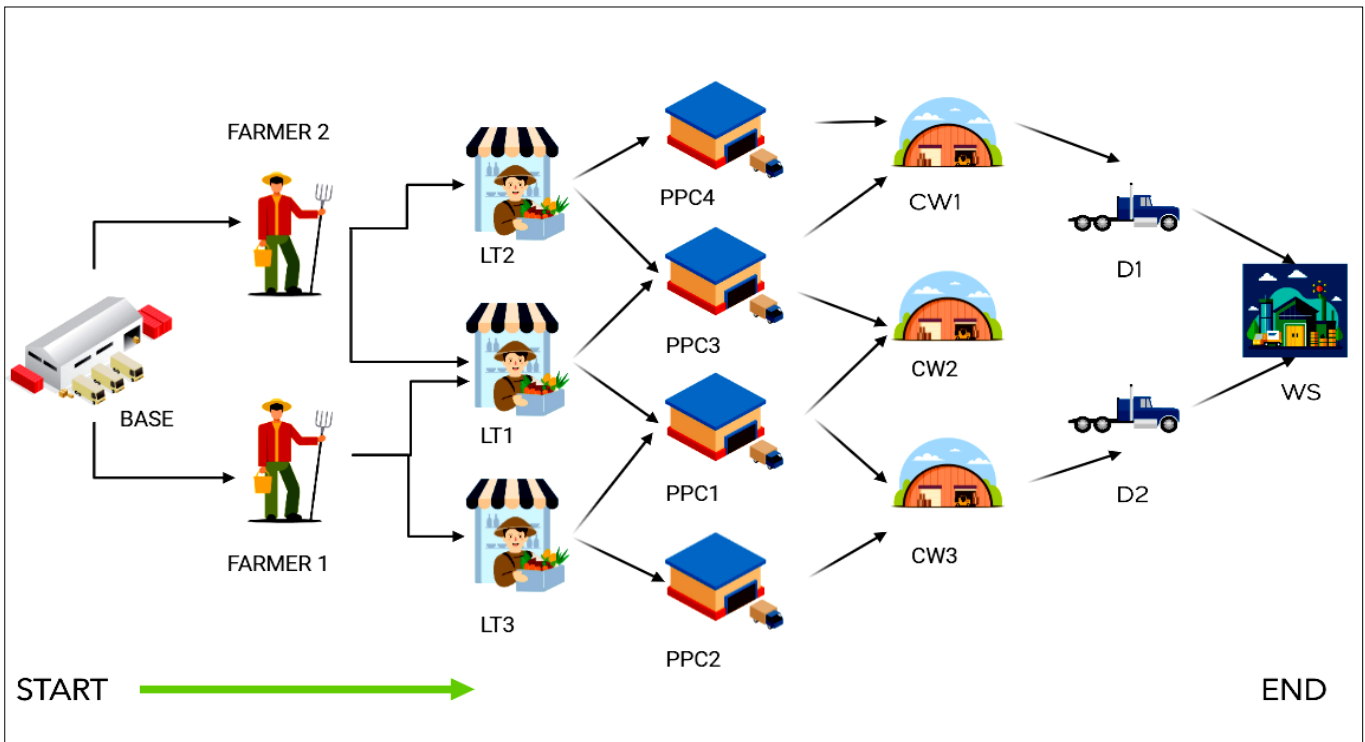 FARMER 2
PPC4
CW1
LT2
D1
BASE
PPC3
CW2
WS
LT1
PPC1
D2
FARMER 1
CW3
LT3
PPC2
START
END